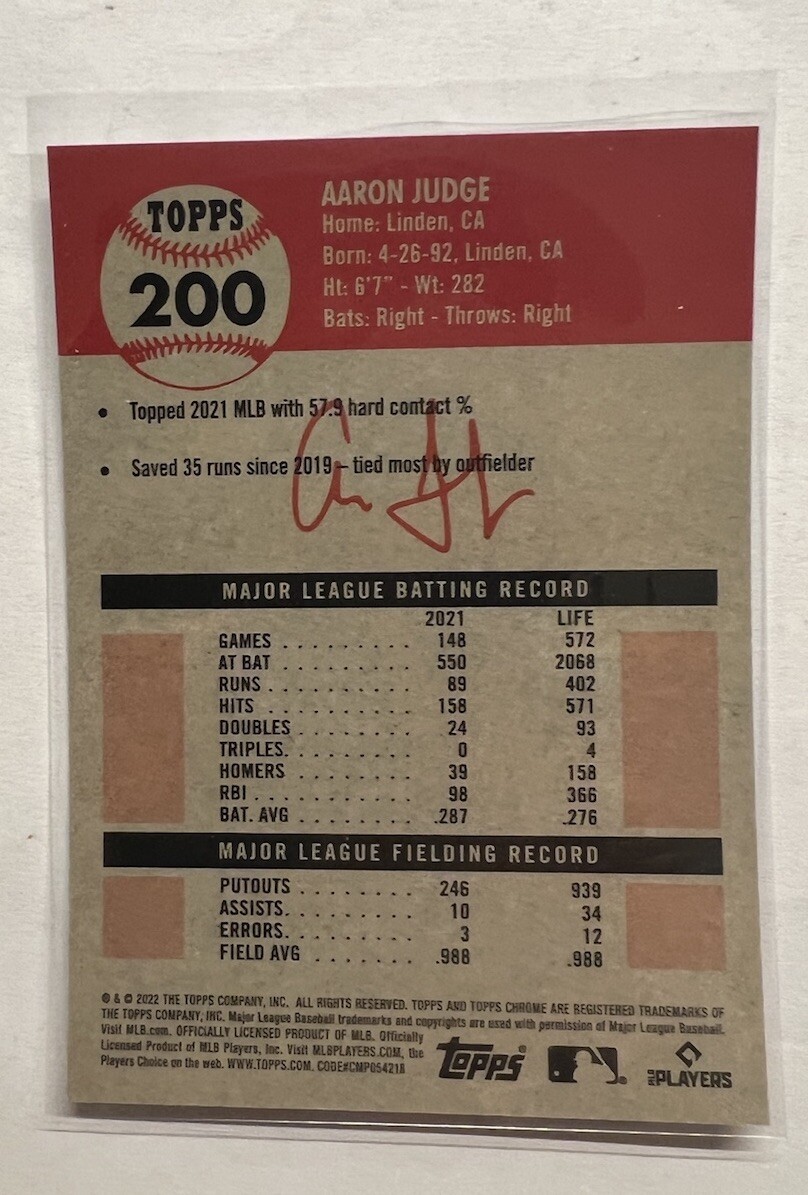 TOPPS
200
AARON JUDGE
Home: Linden, CA
Born: 4-26-92, Linden, CA
Ht: 6'7" - Wt: 282
Bats: Right - Throws: Right
• Topped 2021 MLB with 57.9 hard contact %
• Saved 35 runs since 2019 – tied most by outfielder
MAJOR LEAGUE BATTING RECORD
2021 LIFE
GAMES . . . . . . . . . 148 572
AT BAT . . . . . . . . . 550 2068
RUNS . . . . . . . . . . 89 402
HITS . . . . . . . . . . 158 571
DOUBLES . . . . . . . . 24 93
TRIPLES. . . . . . . . . 0 4
HOMERS . . . . . . . . 39 158
RBI . . . . . . . . . . . 98 366
BAT. AVG . . . . . . . . .287 .276
MAJOR LEAGUE FIELDING RECORD
PUTOUTS . . . . . . . . 246 939
ASSISTS. . . . . . . . . 10 34
ERRORS. . . . . . . . . 3 12
FIELD AVG . . . . . . . .988 .988
® & © 2022 THE TOPPS COMPANY, INC. ALL RIGHTS RESERVED. TOPPS AND TOPPS CHROME ARE REGISTERED TRADEMARKS OF
THE TOPPS COMPANY, INC. Major League Baseball trademarks and copyrights are used with permission of Major League Baseball.
Visit MLB.com. OFFICIALLY LICENSED PRODUCT OF MLB. Officially
Licensed Product of MLB Players, Inc. Visit MLBPLAYERS.COM, the
Players Choice on the web. WWW.TOPPS.COM. CODE#CMP054218
Topps®
MLB PLAYERS